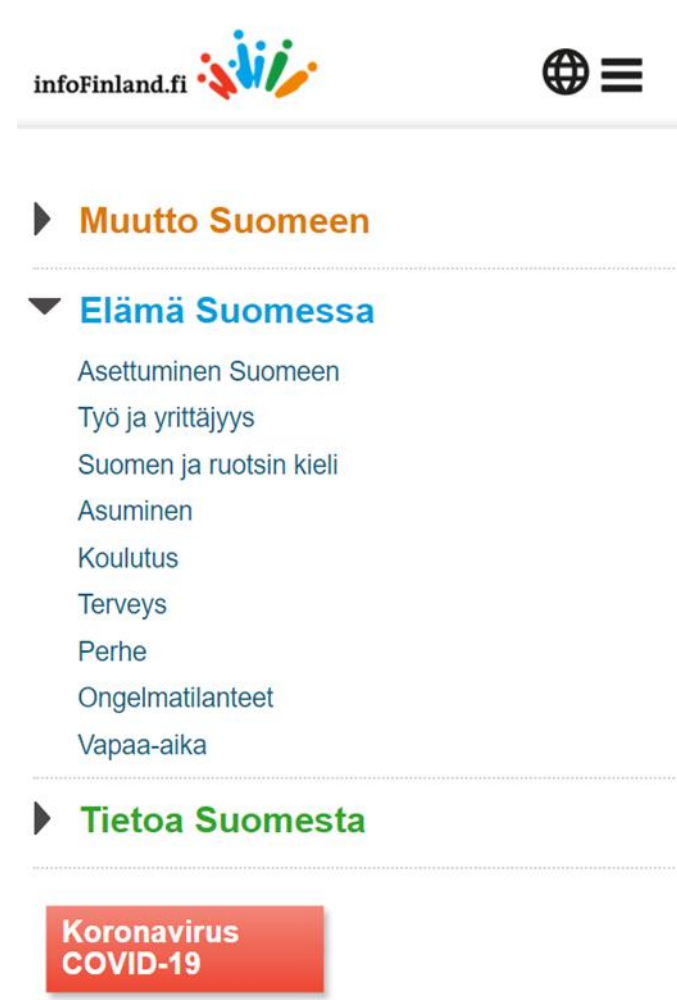 infoFinland.fi
Muutto Suomeen
Elämä Suomessa
Asettuminen Suomeen
Työ ja yrittäjyys
Suomen ja ruotsin kieli
Asuminen
Koulutus
Terveys
Perhe
Ongelmatilanteet
Vapaa-aika
Tietoa Suomesta
Koronavirus
COVID-19